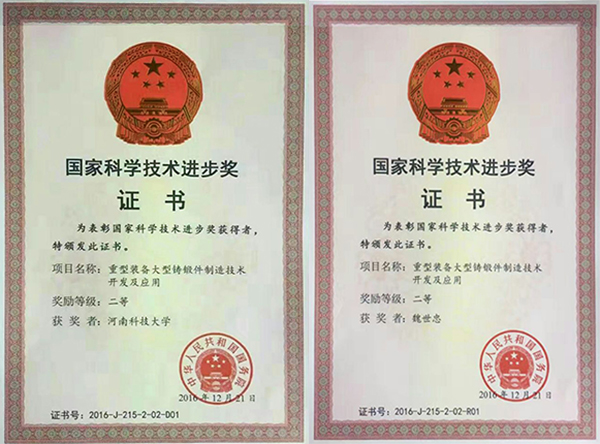 国家科学技术进步奖
证 书
为表彰国家科学技术进步奖获得者，
特颁发此证书。
项目名称：重型装备大型铸锻件制造技术
开发及应用
奖励等级：二等
获 奖 者：河南科技大学
中华人民共和国国务院
2016年12月21日
证书号：2016-J-215-2-02-D01
国家科学技术进步奖
证 书
为表彰国家科学技术进步奖获得者，
特颁发此证书。
项目名称：重型装备大型铸锻件制造技术
开发及应用
奖励等级：二等
获 奖 者：魏世忠
中华人民共和国国务院
2016年12月21日
证书号：2016-J-215-2-02-R01